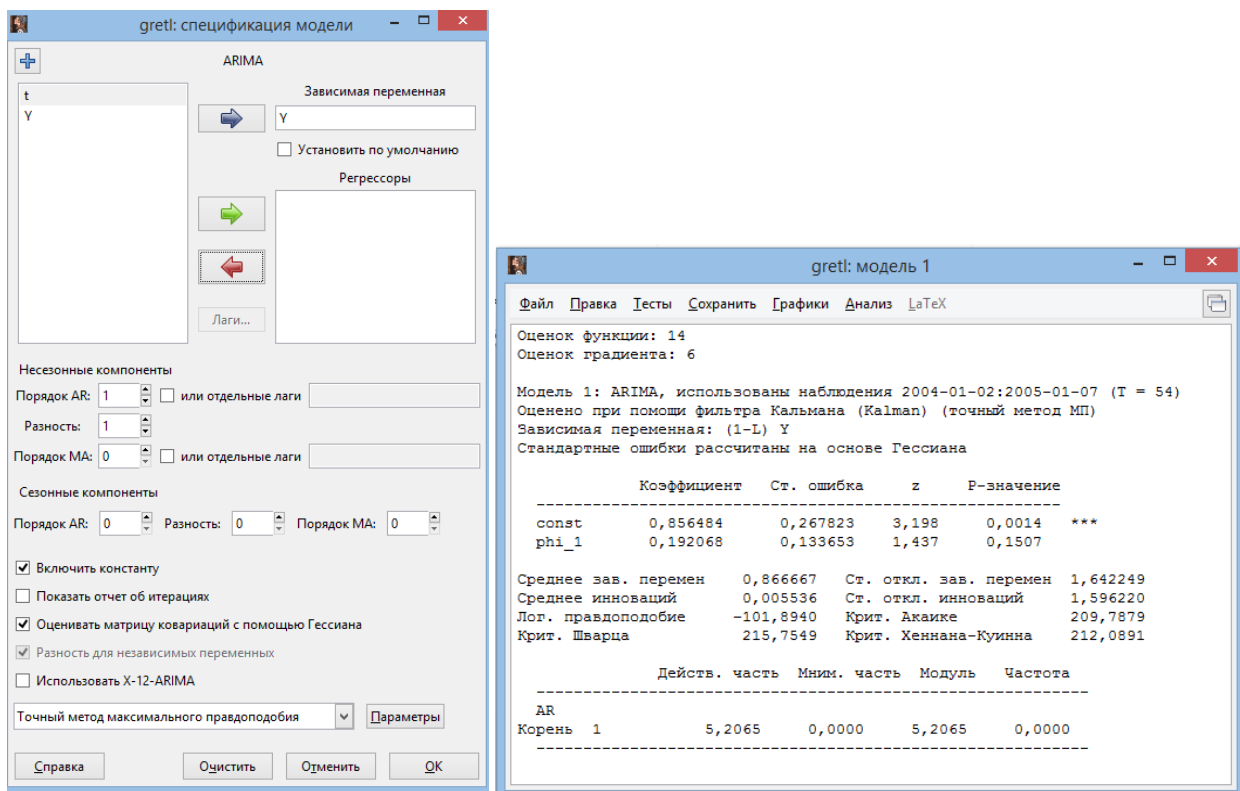 gretl: спецификация модели
ARIMA
t
Y
Зависимая переменная
Y
Установить по умолчанию
Регрессоры
Лаги...
Несезонные компоненты
Порядок AR: 1 или отдельные лаги
Разность: 1
Порядок MA: 0 или отдельные лаги
Сезонные компоненты
Порядок AR: 0 Разность: 0 Порядок MA: 0
Включить константу
Показать отчет об итерациях
Оценивать матрицу ковариаций с помощью Гессиана
Разность для независимых переменных
Использовать X-12-ARIMA
Точный метод максимального правдоподобия Параметры
Справка Очистить Отменить OK
gretl: модель 1
Файл Правка Тесты Сохранить Графики Анализ LaTeX
Оценок функции: 14
Оценок градиента: 6
Модель 1: ARIMA, использованы наблюдения 2004-01-02:2005-01-07 (T = 54)
Оценено при помощи фильтра Кальмана (Kalman) (точный метод МП)
Зависимая переменная: (1-L) Y
Стандартные ошибки рассчитаны на основе Гессиана
Коэффициент Ст. ошибка z P-значение
const 0,856484 0,267823 3,198 0,0014 ***
phi_1 0,192068 0,133653 1,437 0,1507
Среднее зав. перемен 0,866667 Ст. откл. зав. перемен 1,642249
Среднее инноваций 0,005536 Ст. откл. инноваций 1,596220
Лог. правдоподобие -101,8940 Крит. Акаике 209,7879
Крит. Шварца 215,7549 Крит. Хеннана-Куинна 212,0891
Действ. часть Мним. часть Модуль Частота
AR
Корень 1 5,2065 0,0000 5,2065 0,0000